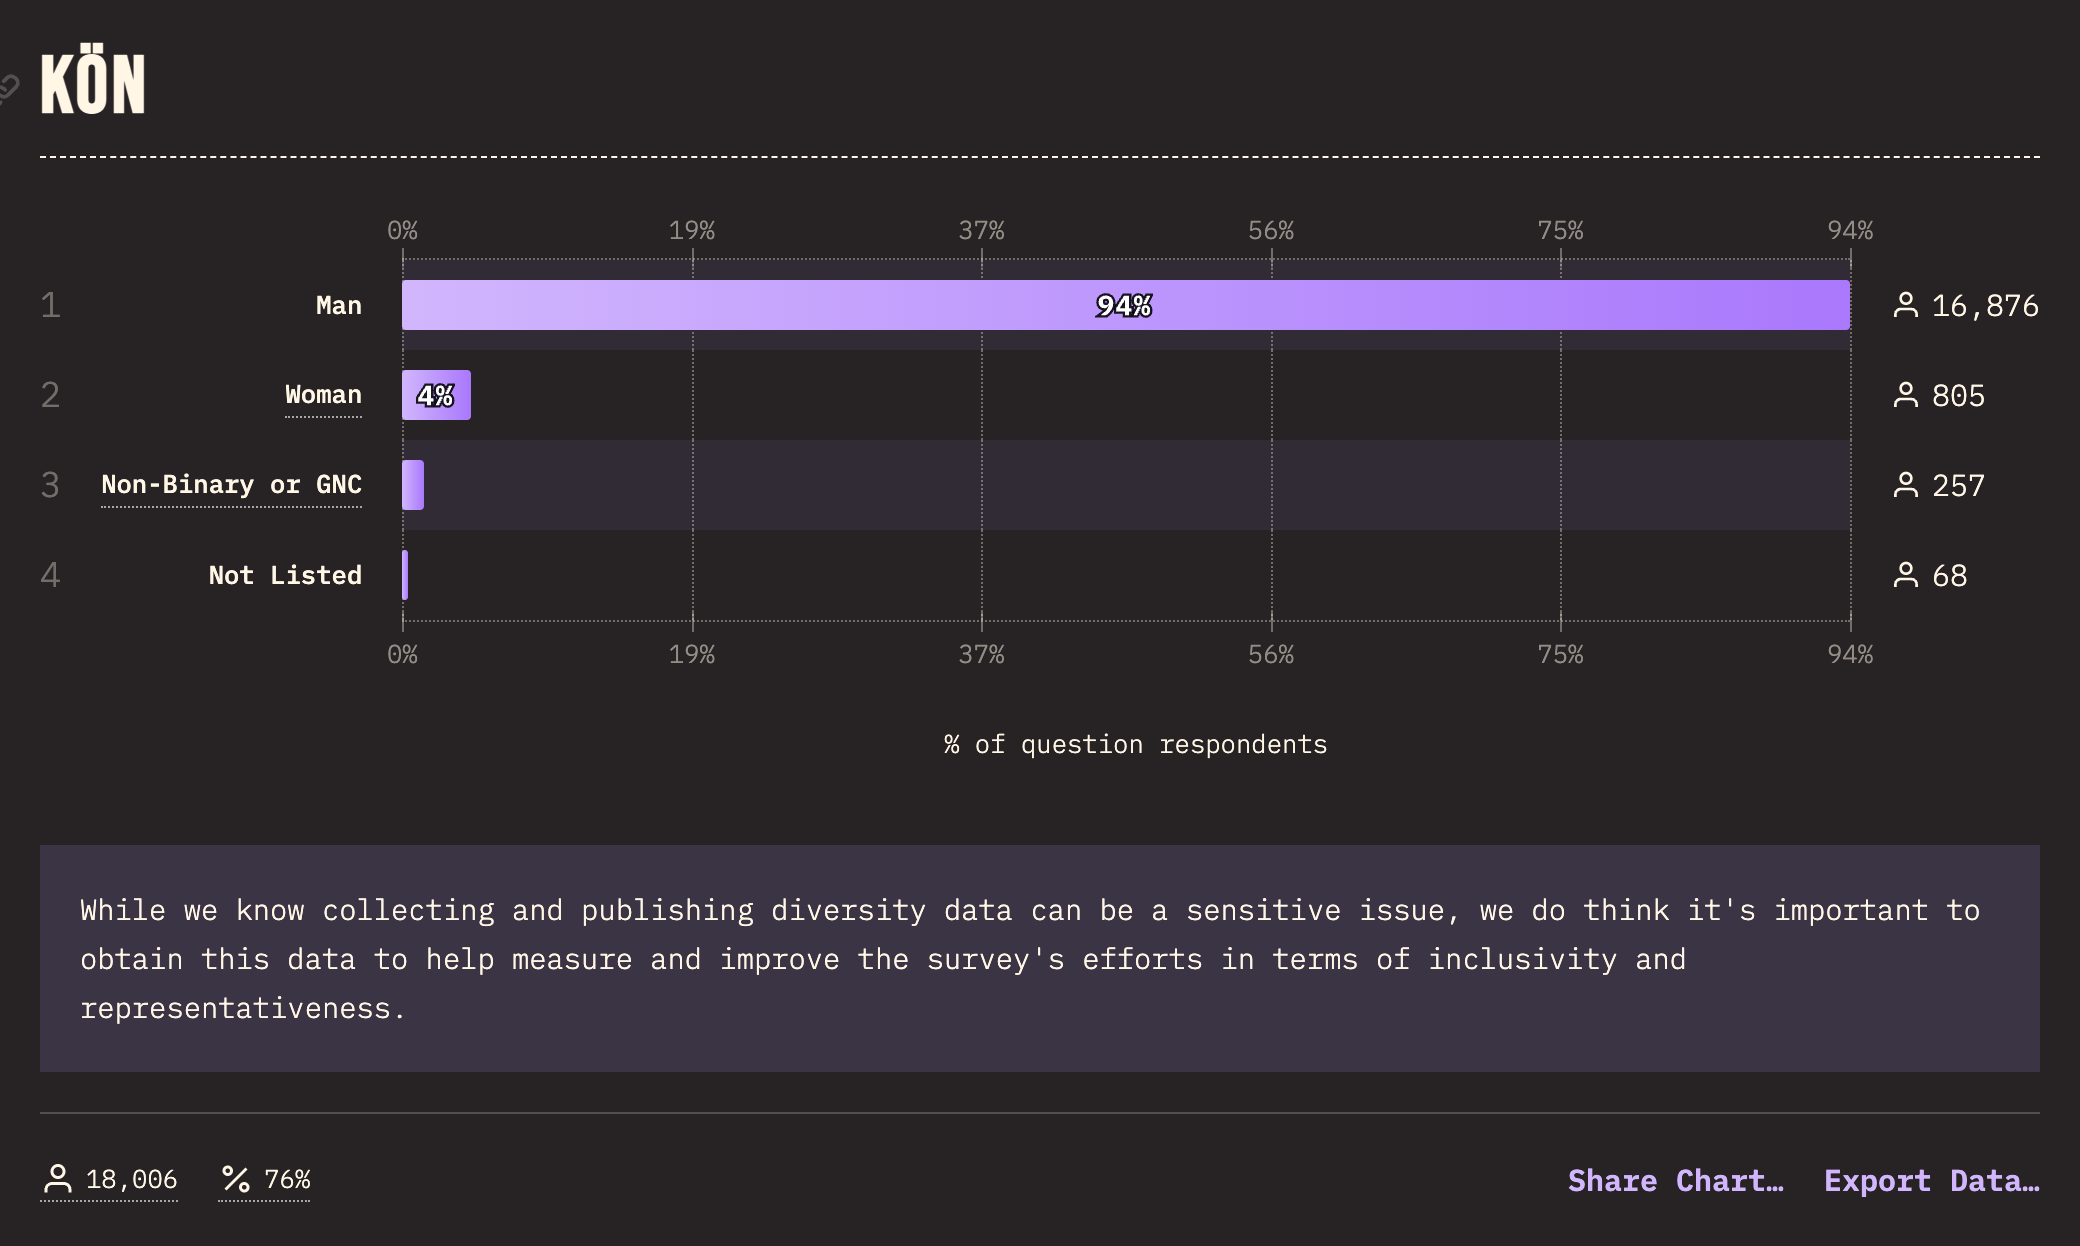 KÖN
0% 19% 37% 56% 75% 94%
1 Man 94% 16,876
2 Woman 4% 805
3 Non-Binary or GNC 257
4 Not Listed 68
0% 19% 37% 56% 75% 94%
% of question respondents
While we know collecting and publishing diversity data can be a sensitive issue, we do think it's important to
obtain this data to help measure and improve the survey's efforts in terms of inclusivity and
representativeness.
18,006 76% Share Chart… Export Data…